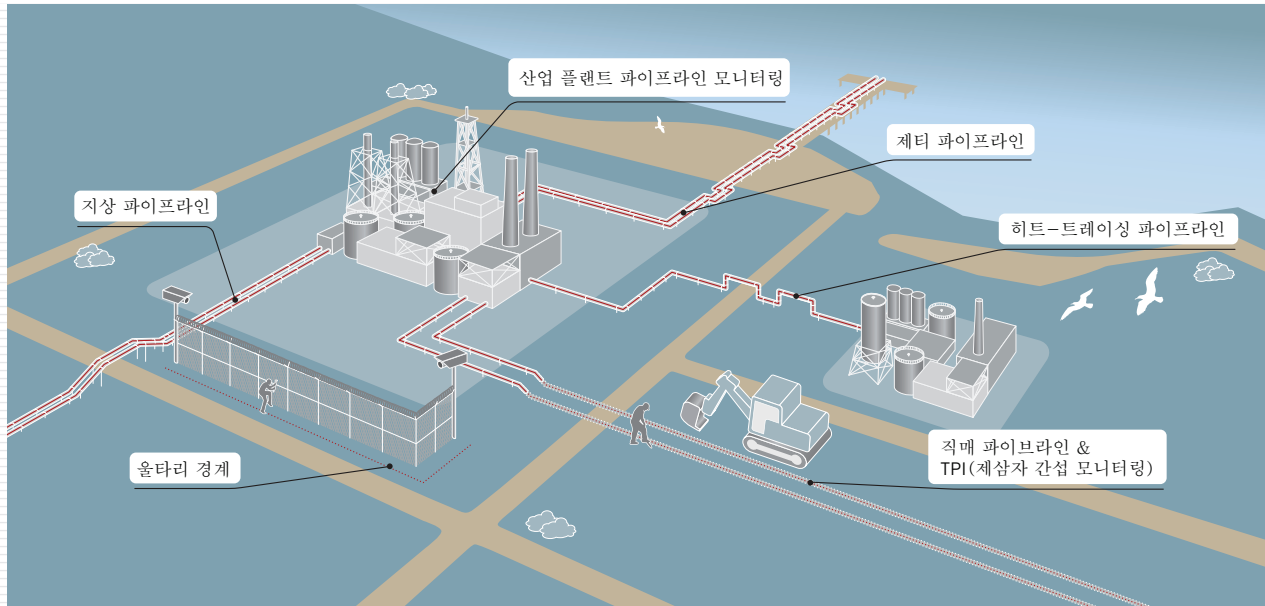 산업 플랜트 파이프라인 모니터링
제티 파이프라인
지상 파이프라인
히트-트레이싱 파이프라인
직매 파이브라인 &
TPI(제삼자 간섭 모니터링)
울타리 경계